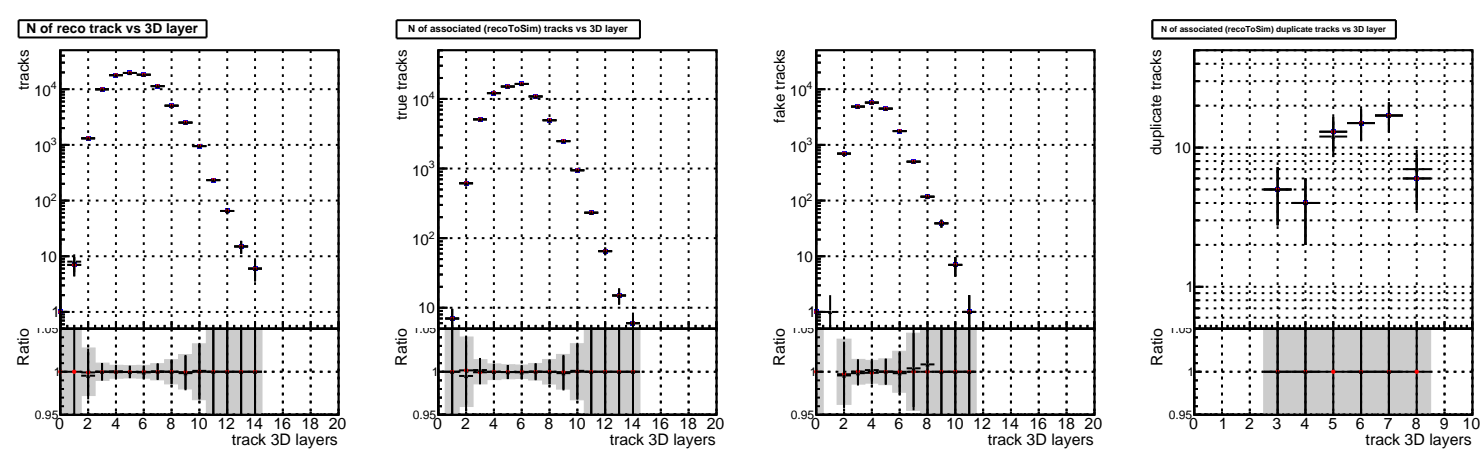 N of reco track vs 3D layer
tracks
10⁴
10³
10²
10
1
Ratio
1.05
1
0.95
0 2 4 6 8 10 12 14 16 18 20
track 3D layers
N of associated (recoToSim) tracks vs 3D layer
true tracks
10⁴
10³
10²
10
Ratio
1.05
1
0.95
0 2 4 6 8 10 12 14 16 18 20
track 3D layers
fake tracks
10⁴
10³
10²
10
1
Ratio
1.05
1
0.95
0 2 4 6 8 10 12 14 16 18 20
track 3D layers
N of associated (recoToSim) duplicate tracks vs 3D layer
duplicate tracks
10
1
Ratio
1.05
1
0.95
0 1 2 3 4 5 6 7 8 9 10
track 3D layers